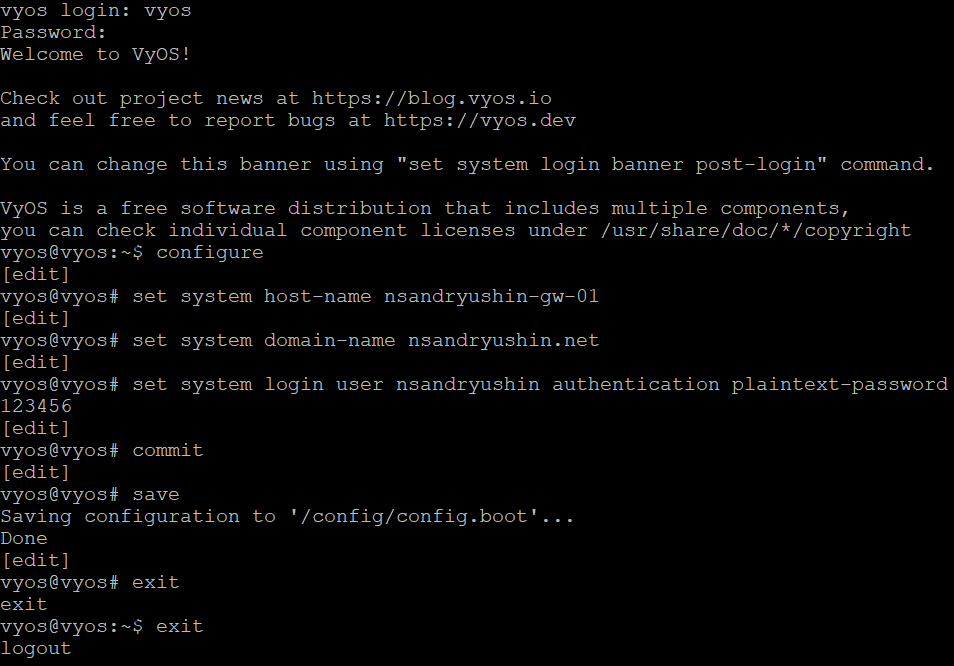 vyos login: vyos
Password:
Welcome to VyOS!
Check out project news at https://blog.vyos.io
and feel free to report bugs at https://vyos.dev
You can change this banner using "set system login banner post-login" command.
VyOS is a free software distribution that includes multiple components,
you can check individual component licenses under /usr/share/doc/*/copyright
vyos@vyos:~$ configure
[edit]
vyos@vyos# set system host-name nsandryushin-gw-01
[edit]
vyos@vyos# set system domain-name nsandryushin.net
[edit]
vyos@vyos# set system login user nsandryushin authentication plaintext-password
123456
[edit]
vyos@vyos# commit
[edit]
vyos@vyos# save
Saving configuration to '/config/config.boot'...
Done
[edit]
vyos@vyos# exit
exit
vyos@vyos:~$ exit
logout